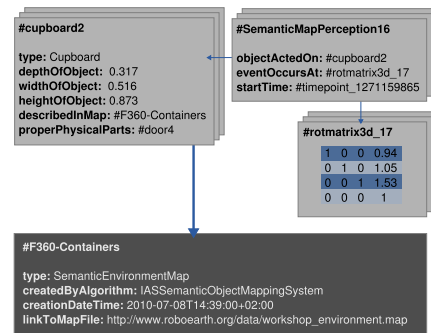 #cupboard2
type: Cupboard
depthOfObject: 0.317
widthOfObject: 0.516
heightOfObject: 0.873
describedInMap: #F360-Containers
properPhysicalParts: #door4
#SemanticMapPerception16
objectActedOn: #cupboard2
eventOccursAt: #rotmatrix3d_17
startTime: #timepoint_1271159865
#rotmatrix3d_17
1 0 0 0.94
0 1 0 1.05
0 0 1 1.53
0 0 0 1
#F360-Containers
type: SemanticEnvironmentMap
createdByAlgorithm: IASSemanticObjectMappingSystem
creationDateTime: 2010-07-08T14:39:00+02:00
linkToMapFile: http://www.roboearth.org/data/workshop_environment.map